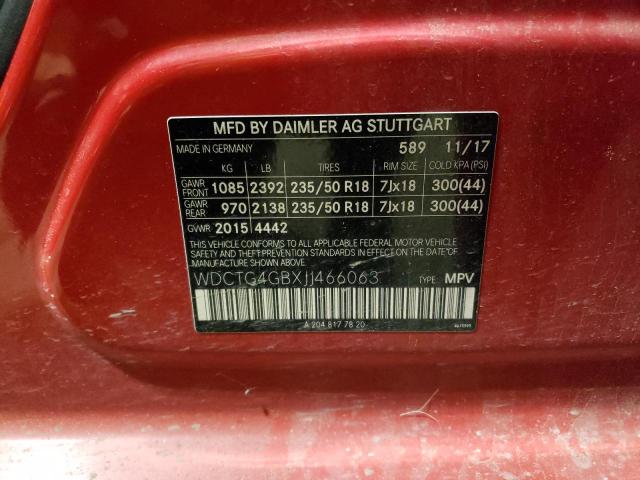 MFD BY DAIMLER AG STUTTGART
MADE IN GERMANY 589 11/17
KG LB TIRES RIM SIZE COLD KPA (PSI)
GAWR FRONT 1085 2392 235/50 R18 7Jx18 300(44)
GAWR REAR 970 2138 235/50 R18 7Jx18 300(44)
GVWR 2015 4442
THIS VEHICLE CONFORMS TO ALL APPLICABLE FEDERAL MOTOR VEHICLE
SAFETY AND THEFT PREVENTION STANDARDS IN EFFECT ON THE
DATE OF MANUFACTURE SHOWN ABOVE.
WDCTG4GBXJJ466063 TYPE: MPV
A 204 817 78 20